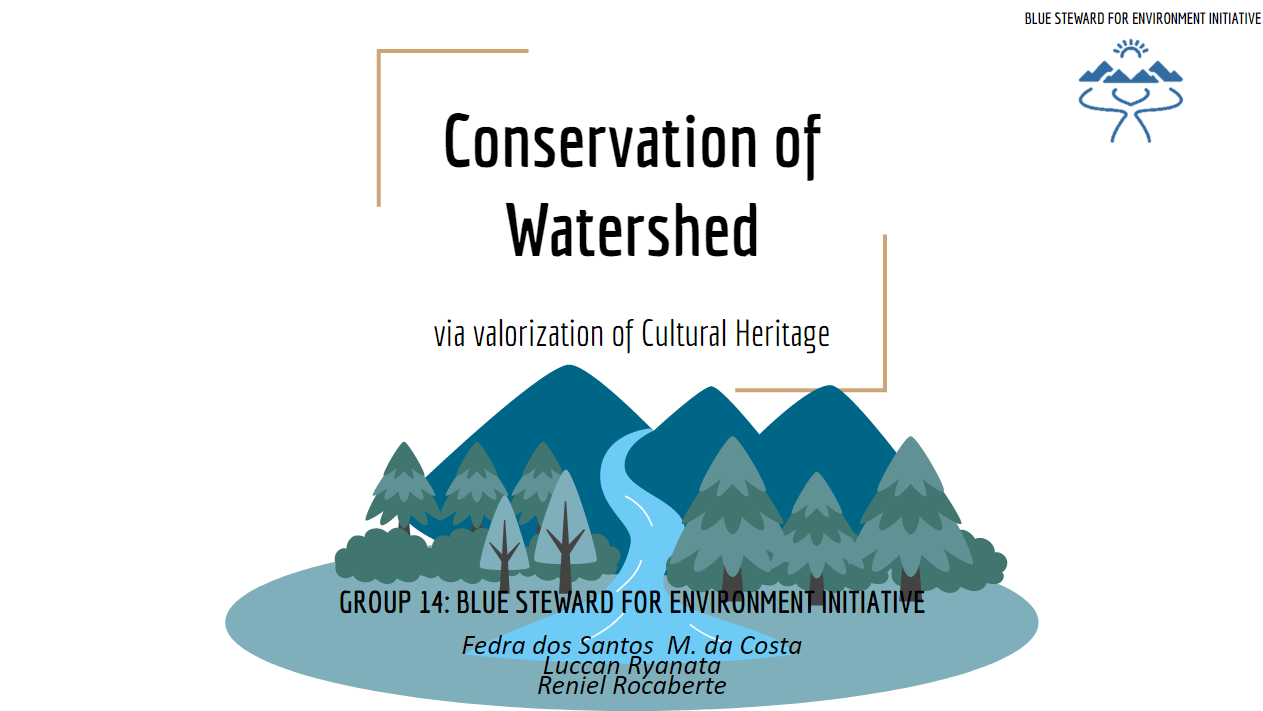 BLUE STEWARD FOR ENVIRONMENT INITIATIVE
Conservation of
Watershed
via valorization of Cultural Heritage
GROUP 14: BLUE STEWARD FOR ENVIRONMENT INITIATIVE
Fedra dos Santos  M. da Costa
Luccan Ryanata
Reniel Rocaberte